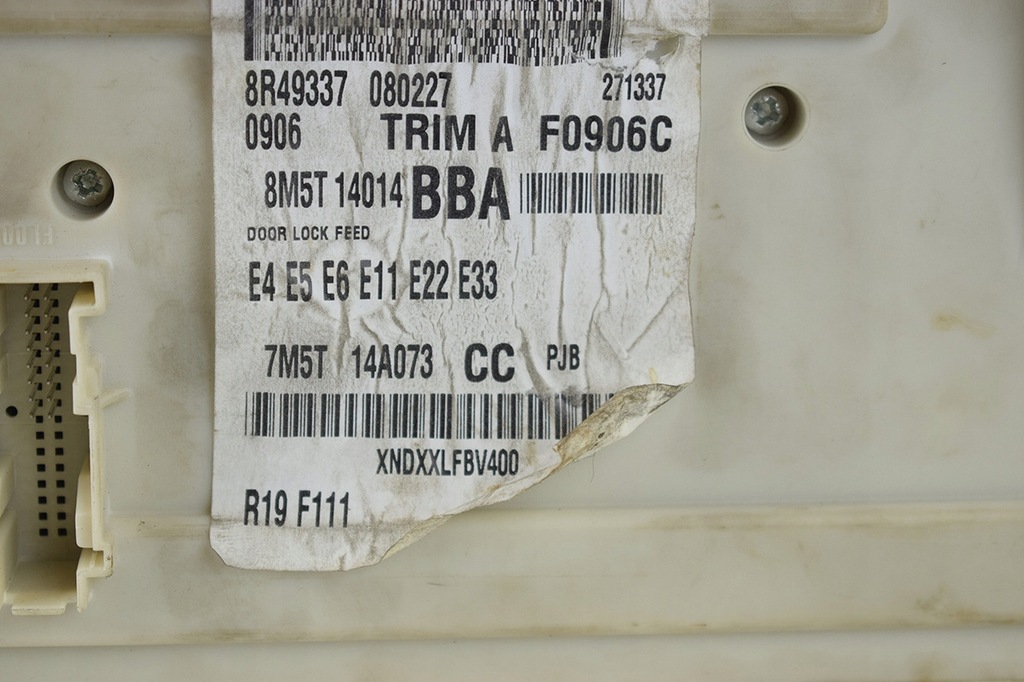 8R49337 080227 271337
0906 TRIM A F0906C
8M5T 14014 BBA
DOOR LOCK FEED
E4 E5 E6 E11 E22 E33
7M5T 14A073 CC PJB
XNDXXLFBV400
R19 F111